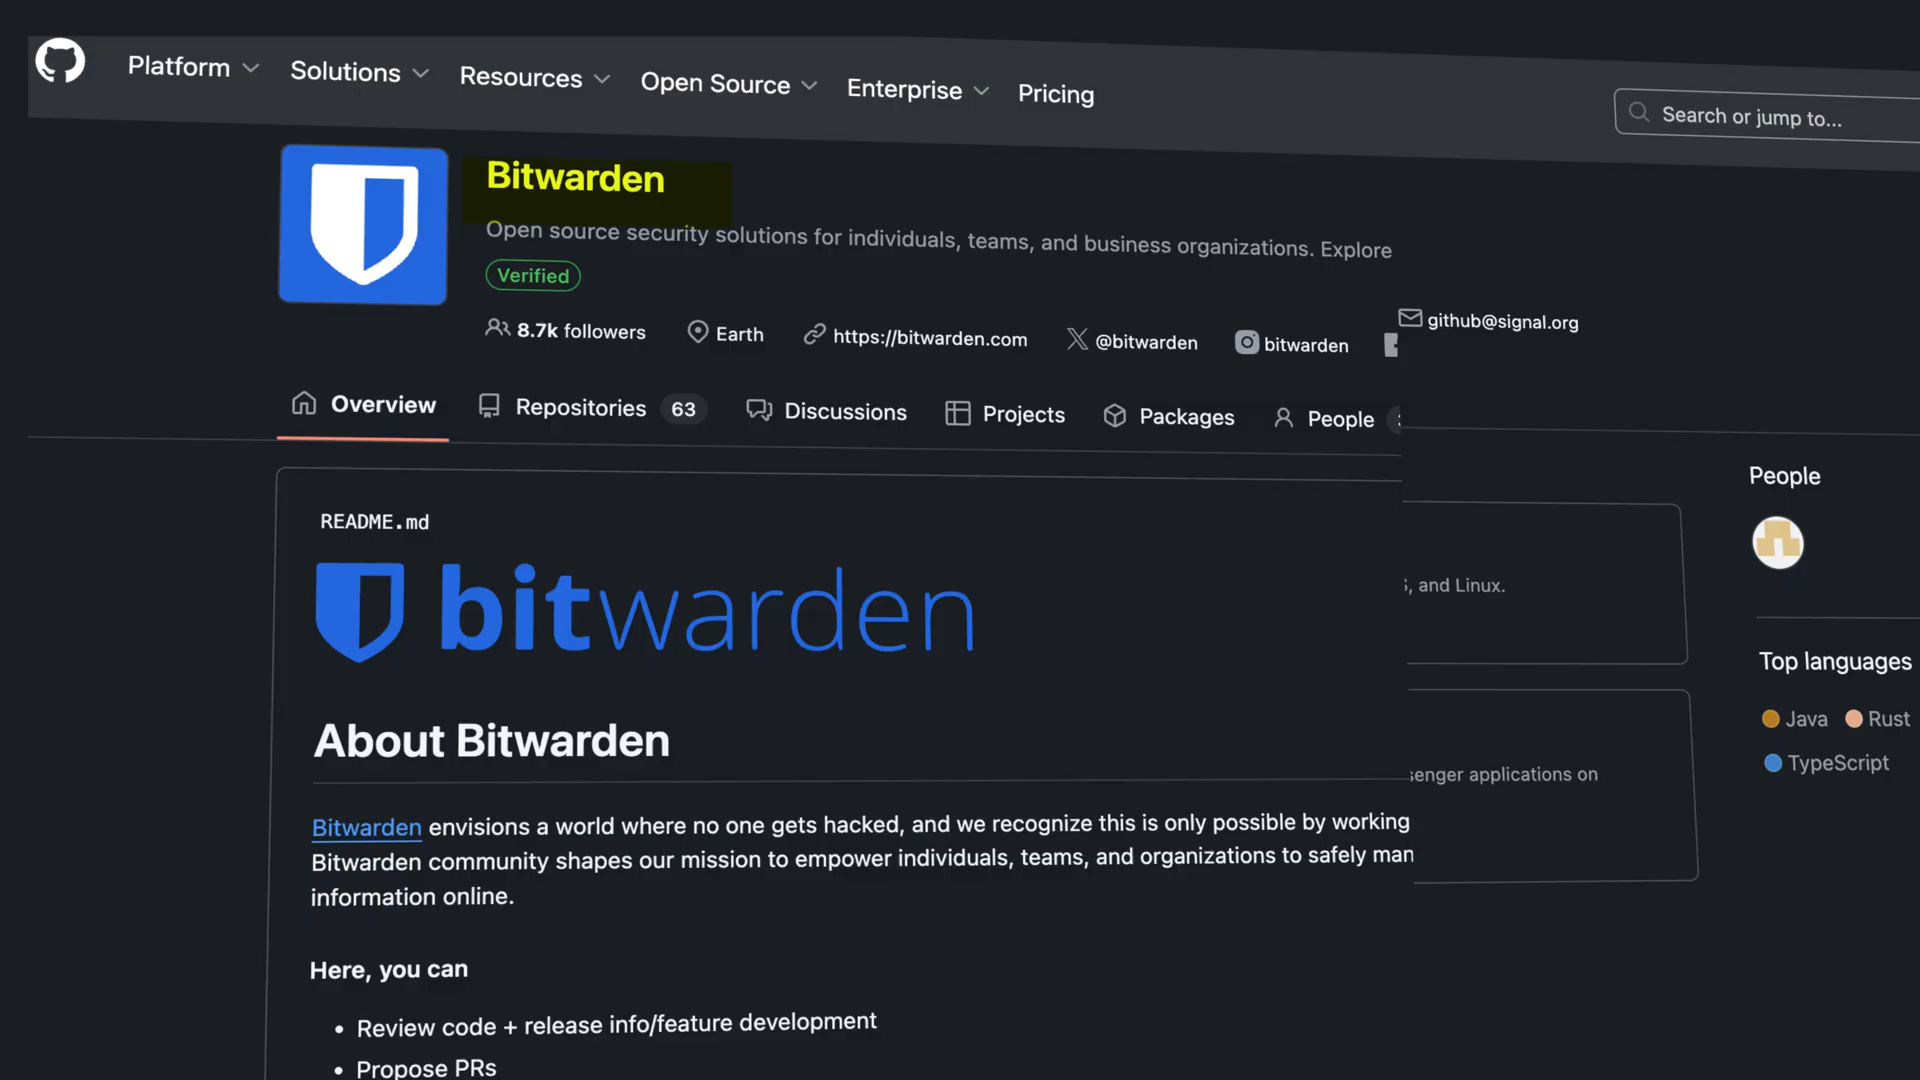 Platform Solutions Resources Open Source Enterprise Pricing
Search or jump to...
Bitwarden
Open source security solutions for individuals, teams, and business organizations. Explore
Verified
8.7k followers Earth https://bitwarden.com @bitwarden bitwarden
github@signal.org
Overview Repositories 63 Discussions Projects Packages People
README.md
bitwarden
About Bitwarden
Bitwarden envisions a world where no one gets hacked, and we recognize this is only possible by working
Bitwarden community shapes our mission to empower individuals, teams, and organizations to safely man
information online.
Here, you can
• Review code + release info/feature development
• Propose PRs
, and Linux.
senger applications on
People
Top languages
Java Rust
TypeScript